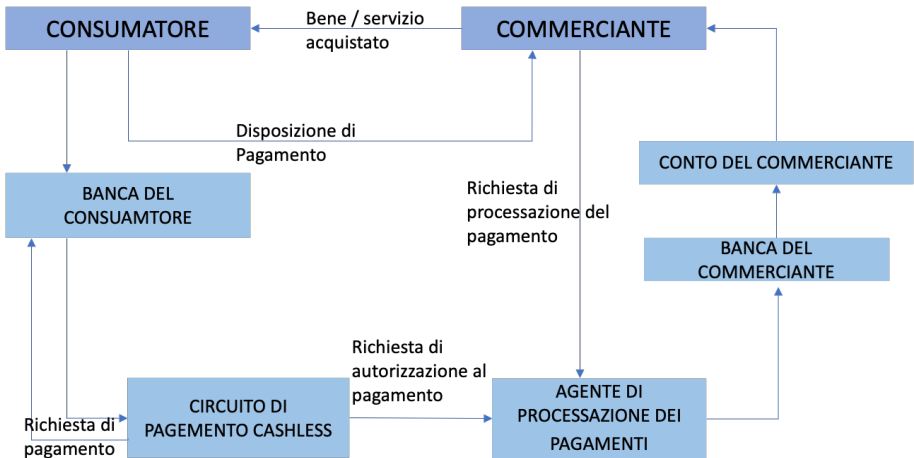 CONSUMATORE
Bene / servizio
acquistato
COMMERCIANTE
Disposizione di
Pagamento
CONTO DEL COMMERCIANTE
BANCA DEL
CONSUAMTORE
Richiesta di
processazione del
pagamento
BANCA DEL
COMMERCIANTE
Richiesta di
autorizzazione al
pagamento
CIRCUITO DI
PAGEMENTO CASHLESS
AGENTE DI
PROCESSAZIONE DEI
PAGAMENTI
Richiesta di
pagamento